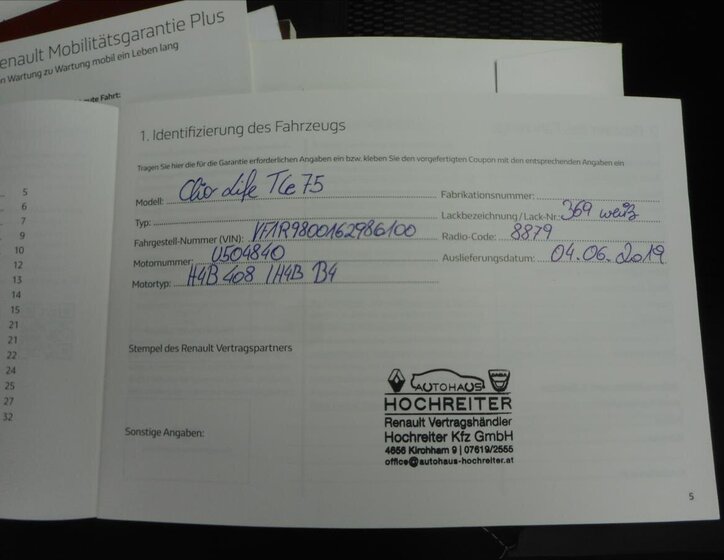 enault Mobilitätsgarantie Plus
n Wartung zu Wartung mobil ein Leben lang
ute Fahrt:
5
6
7
9
10
12
13
14
15
21
21
22
24
25
27
32
1. Identifizierung des Fahrzeugs
Tragen Sie hier die für die Garantie erforderlichen Angaben ein bzw. kleben Sie den vorgefertigten Coupon mit den entsprechenden Angaben ein
Modell: Clio Life TCe 75
Typ:
Fahrgestell-Nummer (VIN): VF1R9800162986100
Motornummer: U504840
Motortyp: H4B 408 / H4B B4
Fabrikationsnummer:
Lackbezeichnung/Lack-Nr.: 369 weiß
Radio-Code: 8879
Auslieferungsdatum: 04.06.2019
Stempel des Renault Vertragspartners
Sonstige Angaben:
AUTOHAUS
HOCHREITER
Renault Vertragshändler
Hochreiter Kfz GmbH
4656 Kirchham 9 | 07619/2555
office@autohaus-hochreiter.at
5